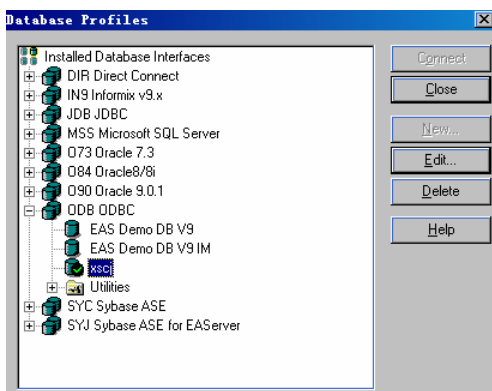 Database Profiles
Installed Database Interfaces
DIR Direct Connect
IN9 Informix v9.x
JDB JDBC
MSS Microsoft SQL Server
O73 Oracle 7.3
O84 Oracle8/8i
O90 Oracle 9.0.1
ODB ODBC
EAS Demo DB V9
EAS Demo DB V9 IM
xscj
Utilities
SYC Sybase ASE
SYJ Sybase ASE for EAServer
Connect
Close
New...
Edit...
Delete
Help